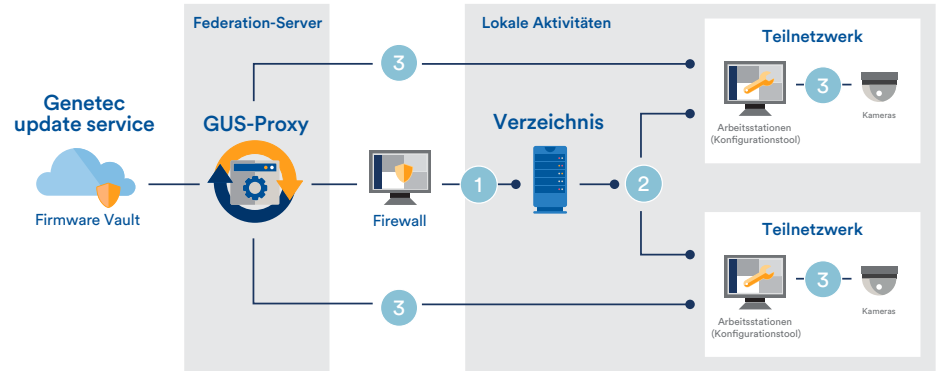 Federation-Server
Lokale Aktivitäten
Genetec
update service
Firmware Vault
GUS-Proxy
Firewall
Verzeichnis
1
2
3
3
Teilnetzwerk
3
Arbeitsstationen
(Konfigurationstool)
Kameras
Teilnetzwerk
3
Arbeitsstationen
(Konfigurationstool)
Kameras